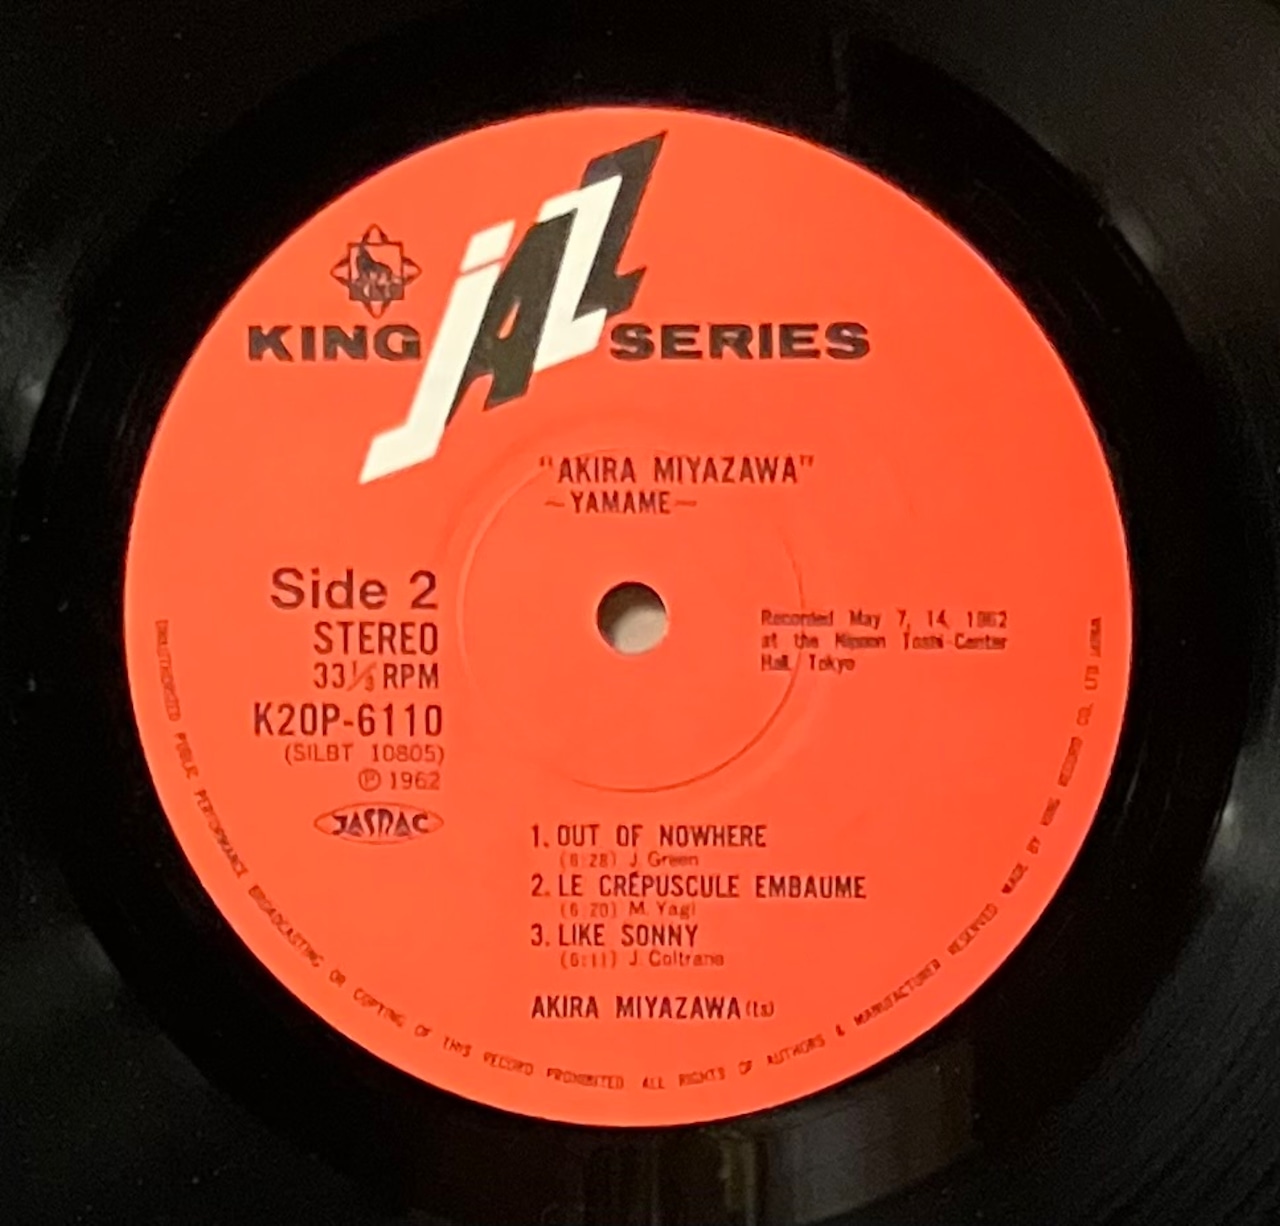 KING jAZZ SERIES
"AKIRA MIYAZAWA"
~YAMAME~
Side 2
STEREO
33⅓ RPM
K20P-6110
(SILBT 10805)
Ⓟ 1962
JASRAC
Recorded May 7, 14, 1962
at the Nippon Toshi-Center
Hall, Tokyo
1. OUT OF NOWHERE
(6:28) J. Green
2. LE CRÉPUSCULE EMBAUME
(6:20) M. Yagi
3. LIKE SONNY
(6:11) J. Coltrane
AKIRA MIYAZAWA (ts)
UNAUTHORIZED PUBLIC PERFORMANCE BROADCASTING OR COPYING OF THIS RECORD PROHIBITED ALL RIGHTS OF AUTHORS & MANUFACTURER RESERVED MADE BY KING RECORD CO. LTD JAPAN